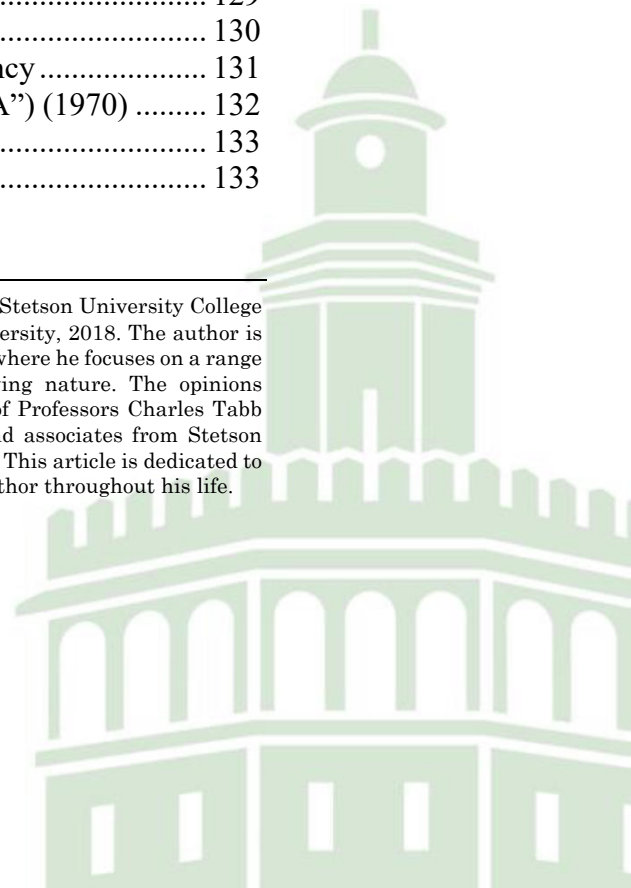 ........................ 129
........................ 130
ncy .................... 131
A”) (1970) ......... 132
........................ 133
........................ 133
Stetson University College
ersity, 2018. The author is
where he focuses on a range
ing nature. The opinions
of Professors Charles Tabb
d associates from Stetson
This article is dedicated to
thor throughout his life.